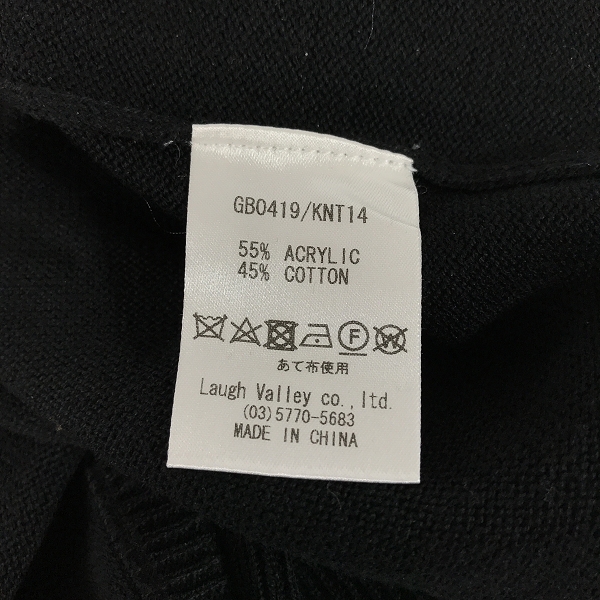 GB0419/KNT14
55% ACRYLIC
45% COTTON
F W
あて布使用
Laugh Valley co.,ltd.
(03)5770-5683
MADE IN CHINA